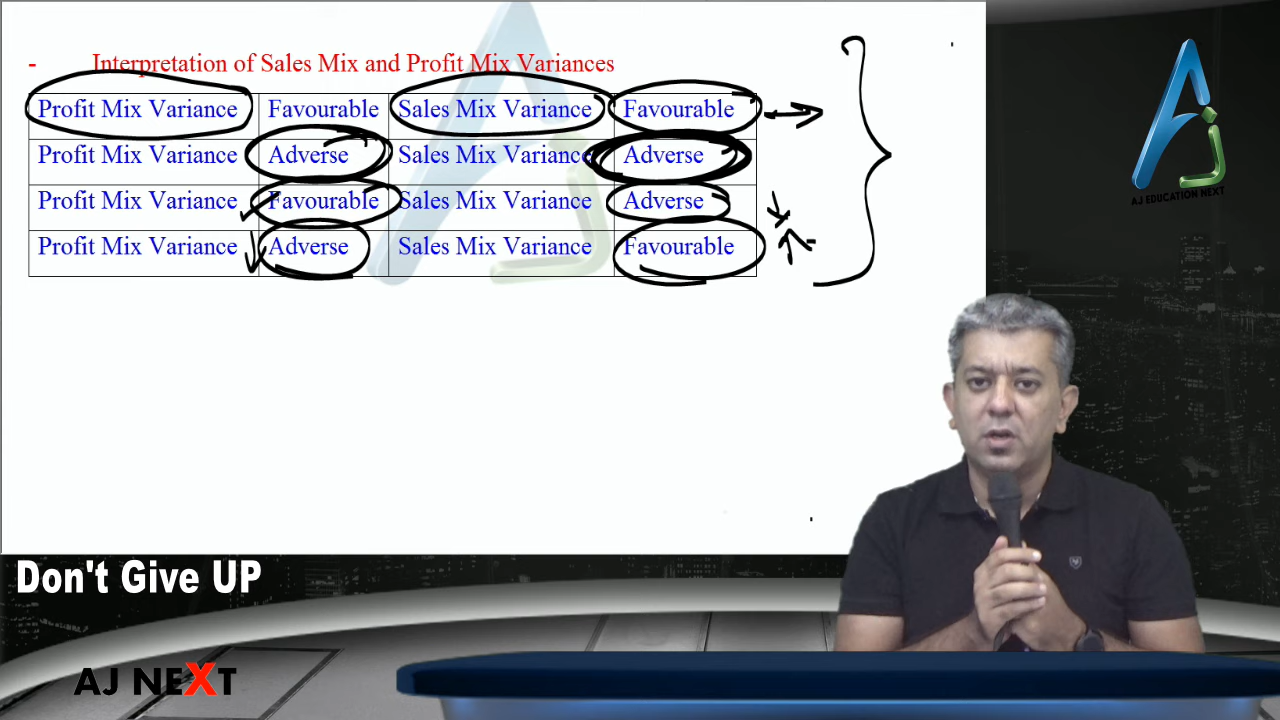 - Interpretation of Sales Mix and Profit Mix Variances
Profit Mix Variance Favourable Sales Mix Variance Favourable
Profit Mix Variance Adverse Sales Mix Variance Adverse
Profit Mix Variance Favourable Sales Mix Variance Adverse
Profit Mix Variance Adverse Sales Mix Variance Favourable
AJ EDUCATION NEXT
Don't Give UP
AJ NEXT